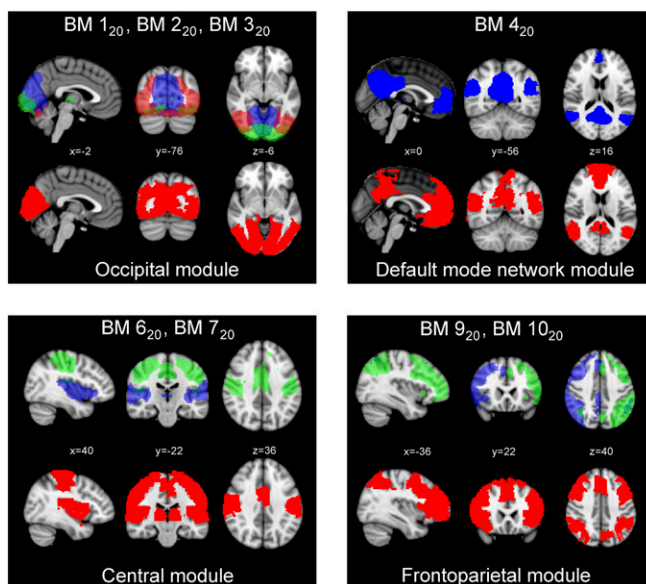 BM 1₂₀, BM 2₂₀, BM 3₂₀
x=-2 y=-76 z=-6
Occipital module
BM 4₂₀
x=0 y=-56 z=16
Default mode network module
BM 6₂₀, BM 7₂₀
x=40 y=-22 z=36
Central module
BM 9₂₀, BM 10₂₀
x=-36 y=22 z=40
Frontoparietal module